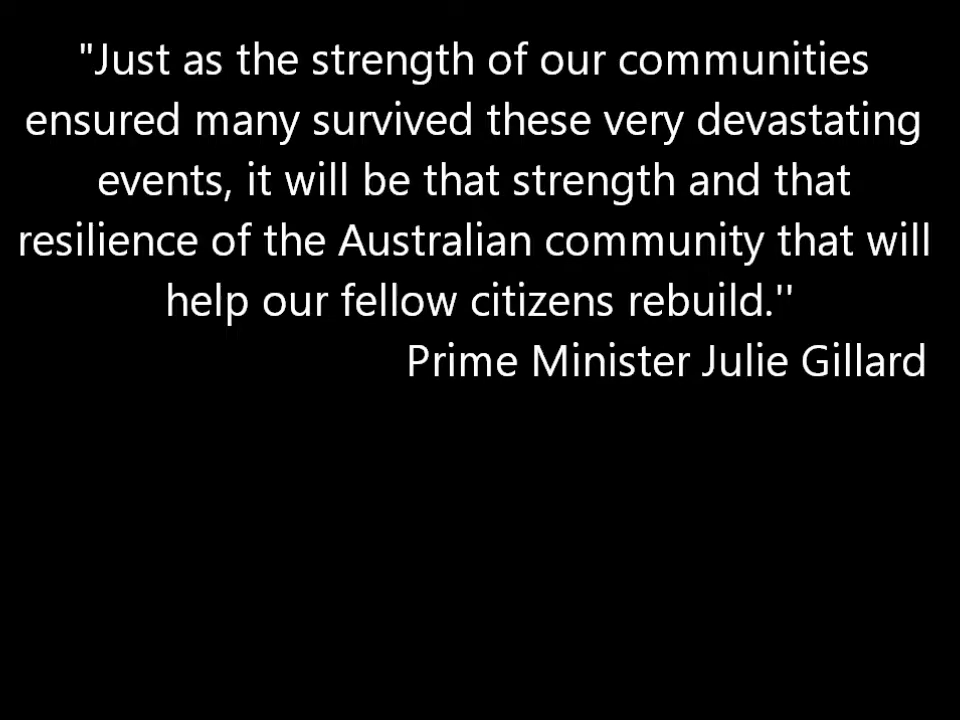 "Just as the strength of our communities
ensured many survived these very devastating
events, it will be that strength and that
resilience of the Australian community that will
help our fellow citizens rebuild.''
Prime Minister Julie Gillard